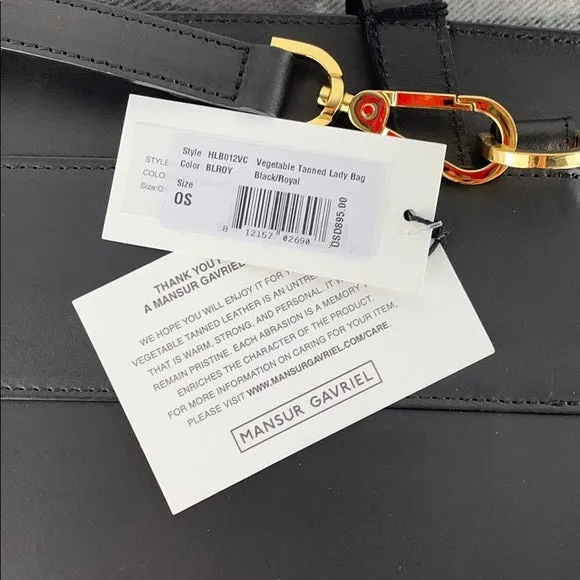 Style HLB012VC Vegetable Tanned Lady Bag
Color BLROY Black/Royal
Size
OS
8 12157 02690
USD895.00
STYLE
COLO
Size:O
THANK YOU F
A MANSUR GAVRIEL
WE HOPE YOU WILL ENJOY IT FOR
VEGETABLE TANNED LEATHER IS AN UNTRE
THAT IS WARM, STRONG, AND PERSONAL. IT
REMAIN PRISTINE. EACH ABRASION IS A MEMORY
ENRICHES THE CHARACTER OF THE PRODUCT.
FOR MORE INFORMATION ON CARING FOR YOUR ITEM,
PLEASE VISIT WWW.MANSURGAVRIEL.COM/CARE.
MANSUR GAVRIEL